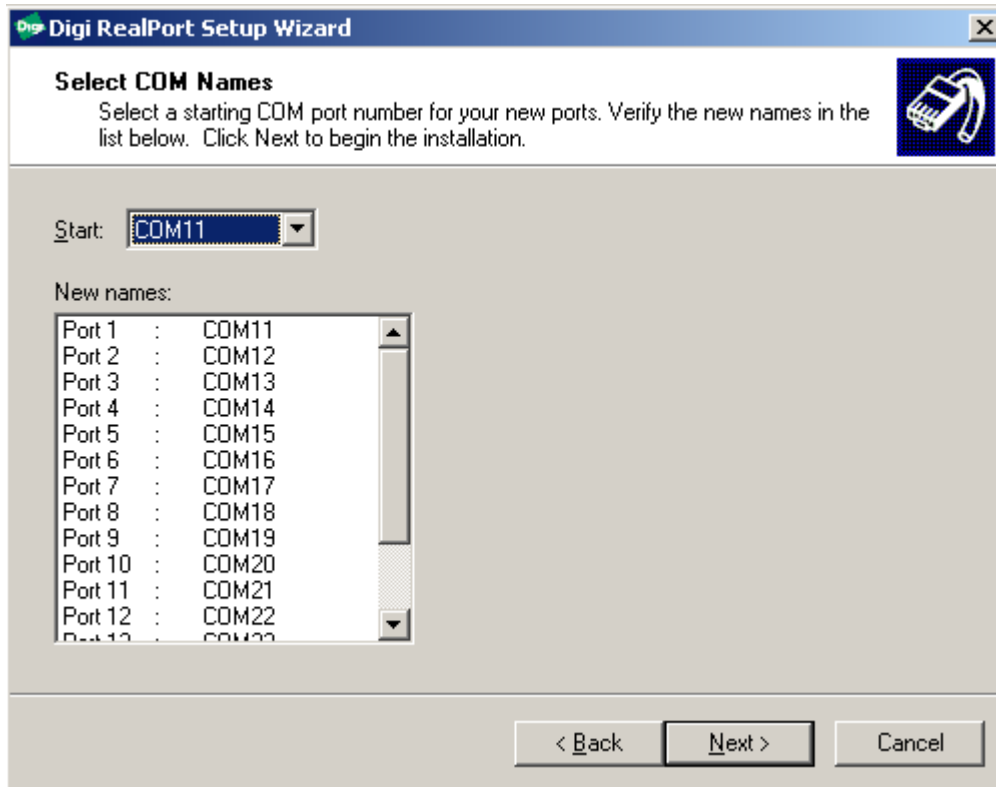 Digi Digi RealPort Setup Wizard
Select COM Names
Select a starting COM port number for your new ports. Verify the new names in the
list below. Click Next to begin the installation.
Start: COM11
New names:
Port 1 : COM11
Port 2 : COM12
Port 3 : COM13
Port 4 : COM14
Port 5 : COM15
Port 6 : COM16
Port 7 : COM17
Port 8 : COM18
Port 9 : COM19
Port 10 : COM20
Port 11 : COM21
Port 12 : COM22
< Back Next > Cancel